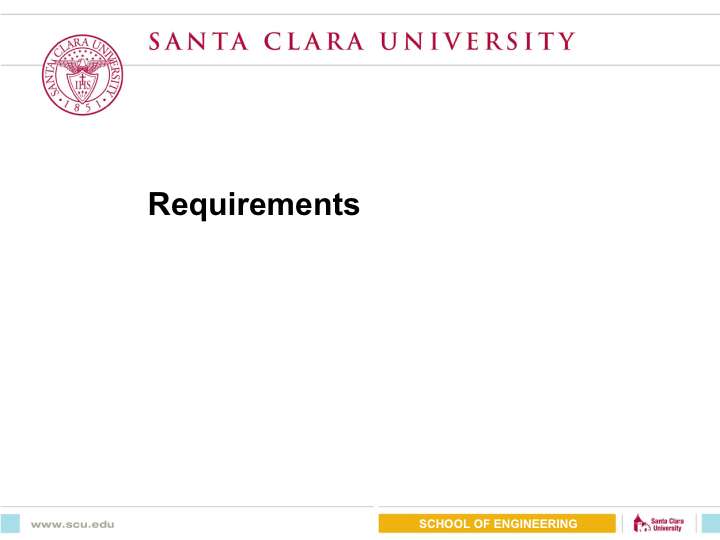 SANTA CLARA UNIVERSITY
SANTA CLARA UNIVERSITY
IHS
• 1851 •
Requirements
www.scu.edu
SCHOOL OF ENGINEERING
Santa Clara
University